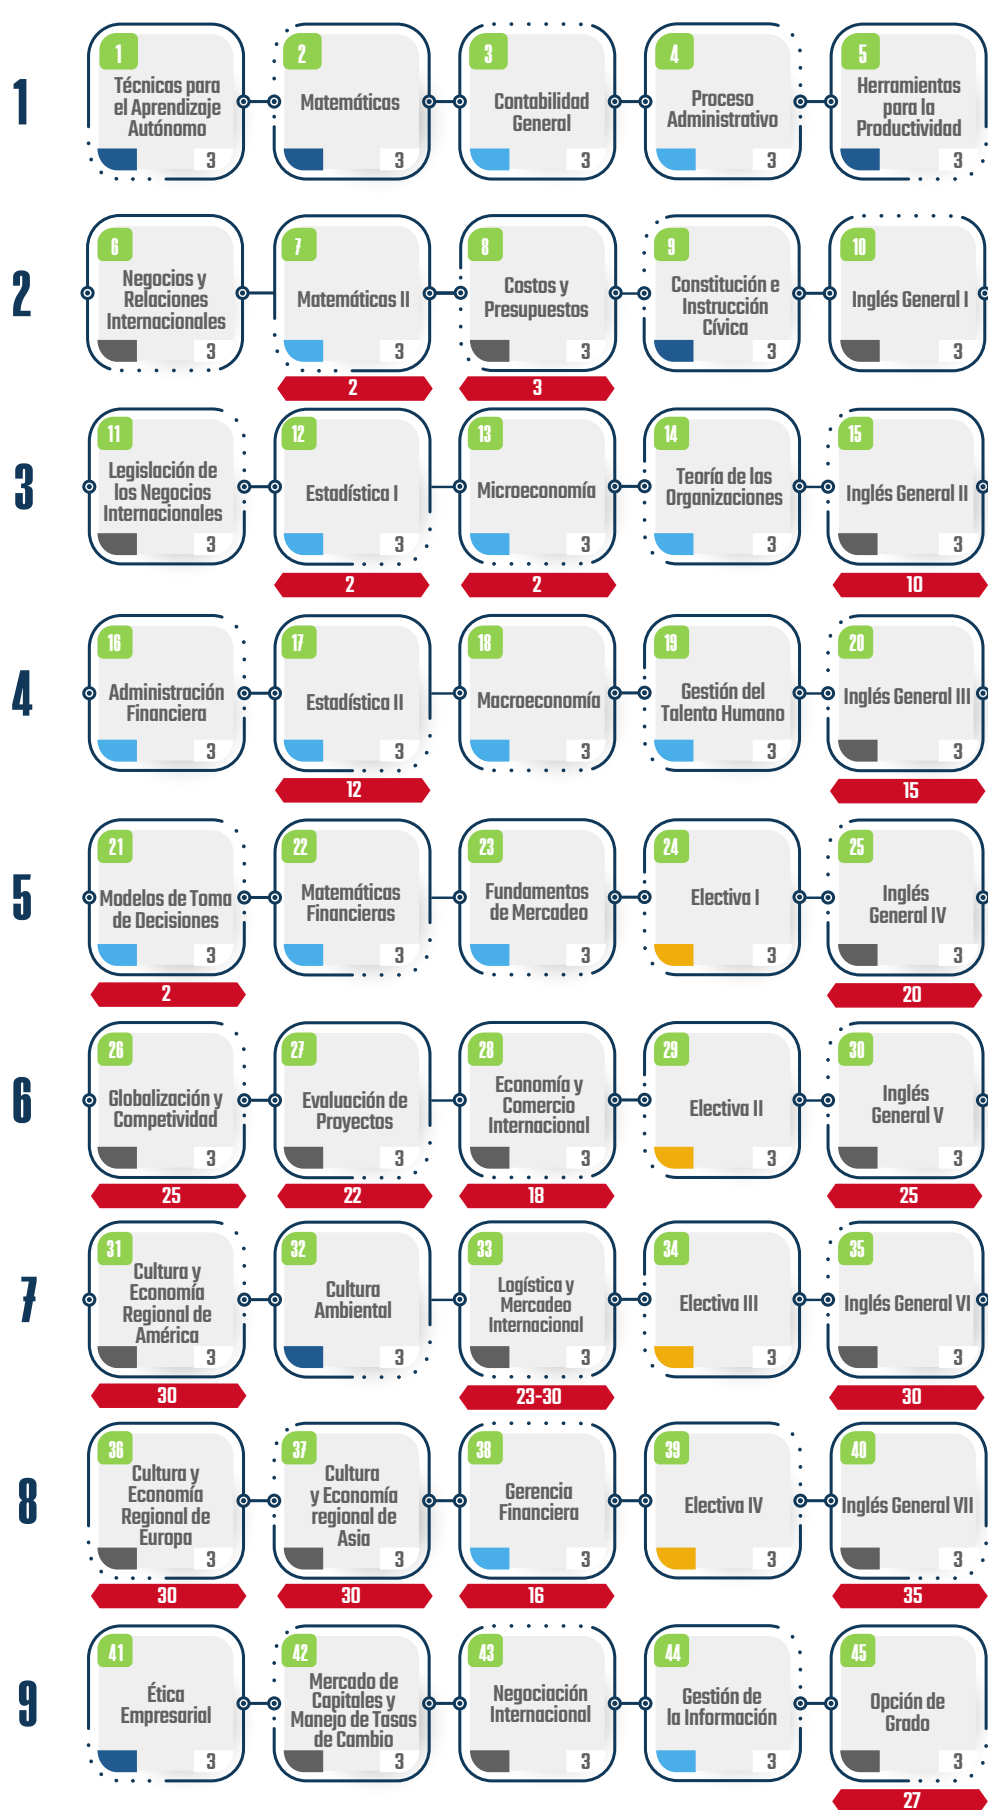 1
1
Técnicas para
el Aprendizaje
Autónomo
3
2
Matemáticas
3
3
Contabilidad
General
3
4
Proceso
Administrativo
3
5
Herramientas
para la
Productividad
3
2
6
Negocios y
Relaciones
Internacionales
3
7
Matemáticas II
3
2
8
Costos y
Presupuestos
3
3
9
Constitución e
Instrucción
Cívica
3
10
Inglés General I
3
3
11
Legislación de
los Negocios
Internacionales
3
12
Estadística I
3
2
13
Microeconomía
3
2
14
Teoría de las
Organizaciones
3
15
Inglés General II
3
10
4
16
Administración
Financiera
3
17
Estadística II
3
12
18
Macroeconomía
3
19
Gestión del
Talento Humano
3
20
Inglés General III
3
15
5
21
Modelos de Toma
de Decisiones
3
2
22
Matemáticas
Financieras
3
23
Fundamentos
de Mercadeo
3
24
Electiva I
3
25
Inglés
General IV
3
20
6
26
Globalización y
Competividad
3
25
27
Evaluación de
Proyectos
3
22
28
Economía y
Comercio
Internacional
3
18
29
Electiva II
3
30
Inglés
General V
3
25
7
31
Cultura y
Economía
Regional de
América
3
30
32
Cultura
Ambiental
3
33
Logística y
Mercadeo
Internacional
3
23-30
34
Electiva III
3
35
Inglés General VI
3
30
8
36
Cultura y
Economía
Regional de
Europa
3
30
37
Cultura
y Economía
regional de
Asia
3
30
38
Gerencia
Financiera
3
16
39
Electiva IV
3
40
Inglés General VII
3
35
9
41
Ética
Empresarial
3
42
Mercado de
Capitales y
Manejo de Tasas
de Cambio
3
43
Negociación
Internacional
3
44
Gestión de
la Información
3
45
Opción de
Grado
3
27